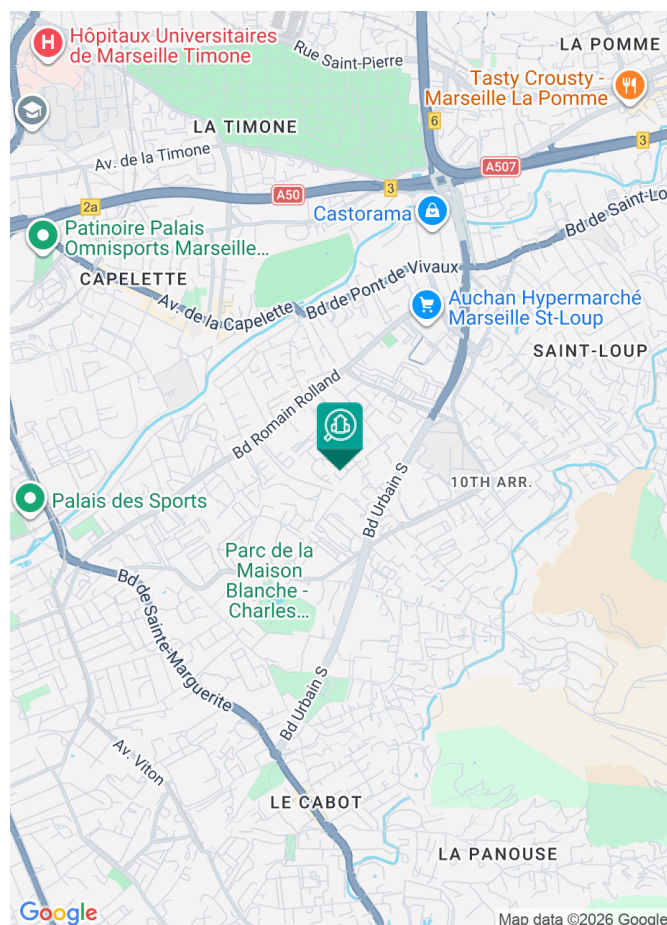 Hôpitaux Universitaires
de Marseille Timone
Rue Saint-Pierre
LA POMME
Tasty Crousty -
Marseille La Pomme
LA TIMONE
6
3
Av. de la Timone
A507
A50
3
2a
Castorama
Bd de Saint-Lo
Patinoire Palais
Omnisports Marseille...
CAPELETTE
Bd de Pont de Vivaux
Av. de la Capelette
Auchan Hypermarché
Marseille St-Loup
SAINT-LOUP
Bd Romain Rolland
10TH ARR.
Palais des Sports
Bd Urbain S
Parc de la
Maison
Blanche -
Charles...
Bd de Sainte-Marguerite
Bd Urbain S
Av. Viton
LE CABOT
LA PANOUSE
Google
Map data ©2026 Google
H